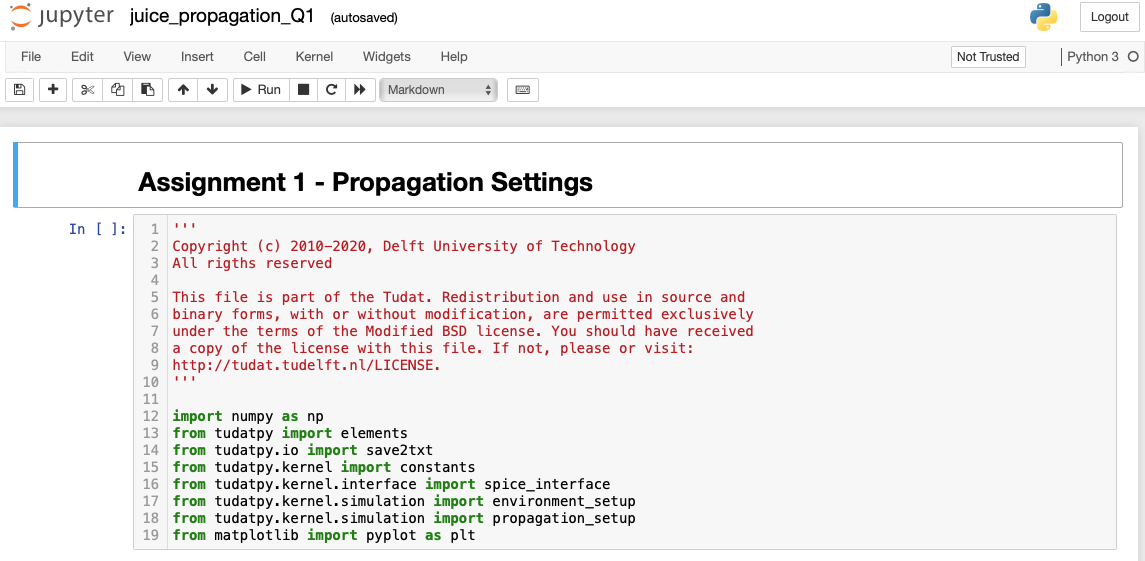 jupyter juice_propagation_Q1 (autosaved) Logout
File Edit View Insert Cell Kernel Widgets Help Not Trusted Python 3
Run Markdown
Assignment 1 - Propagation Settings
In [ ]: 1 '''
2 Copyright (c) 2010-2020, Delft University of Technology
3 All rigths reserved
4
5 This file is part of the Tudat. Redistribution and use in source and
6 binary forms, with or without modification, are permitted exclusively
7 under the terms of the Modified BSD license. You should have received
8 a copy of the license with this file. If not, please or visit:
9 http://tudat.tudelft.nl/LICENSE.
10 '''
11
12 import numpy as np
13 from tudatpy import elements
14 from tudatpy.io import save2txt
15 from tudatpy.kernel import constants
16 from tudatpy.kernel.interface import spice_interface
17 from tudatpy.kernel.simulation import environment_setup
18 from tudatpy.kernel.simulation import propagation_setup
19 from matplotlib import pyplot as plt